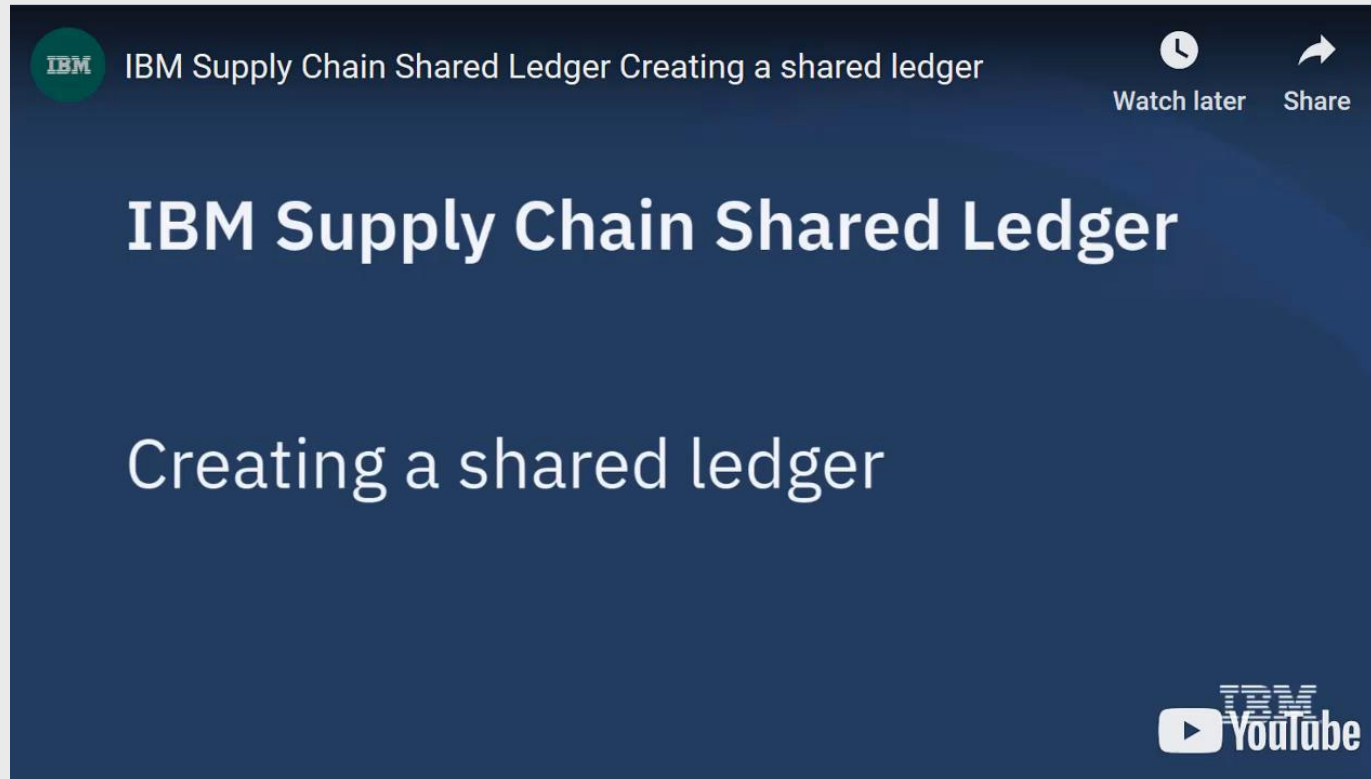 IBM
IBM Supply Chain Shared Ledger Creating a shared ledger
Watch later
Share
IBM Supply Chain Shared Ledger
Creating a shared ledger
IBM
YouTube